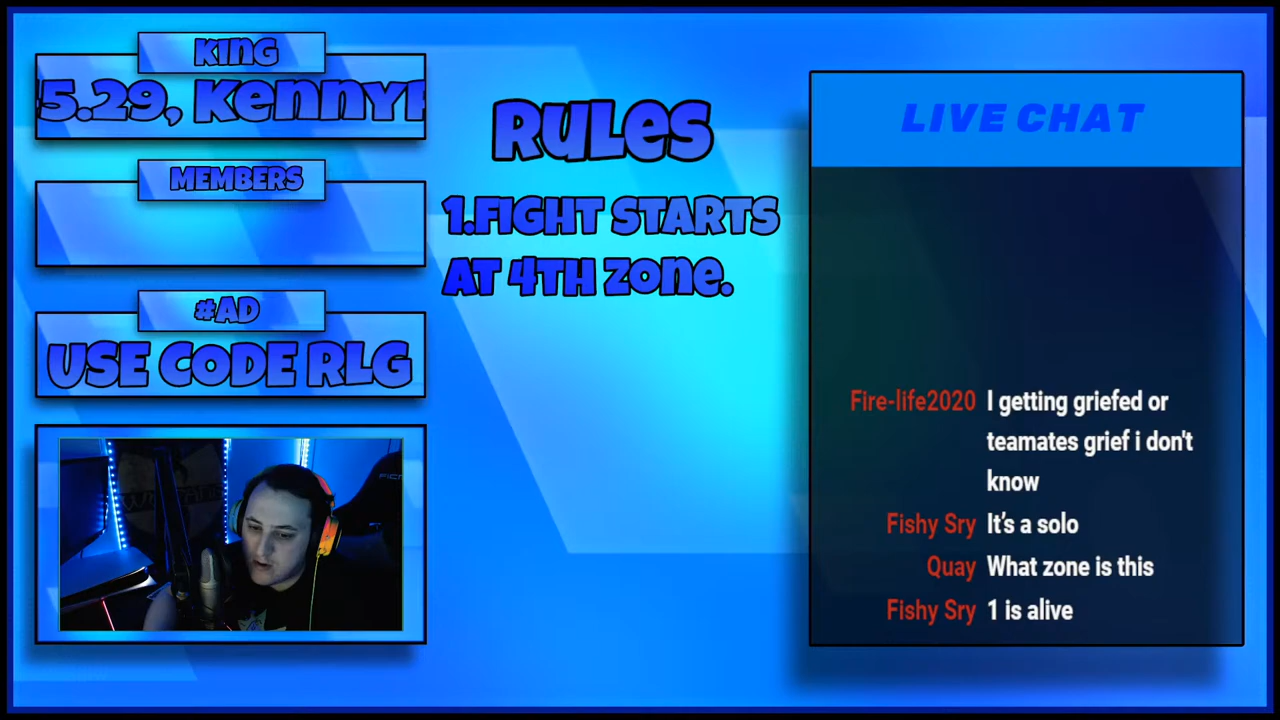 King
5.29, Kenny
MEMBERS
#AD
USE CODE RLG
Rules
1.FIGHT STARTS
AT 4TH ZONE.
LIVE CHAT
Fire-life2020 I getting griefed or
teamates grief i don't
know
Fishy Sry It's a solo
Quay What zone is this
Fishy Sry 1 is alive